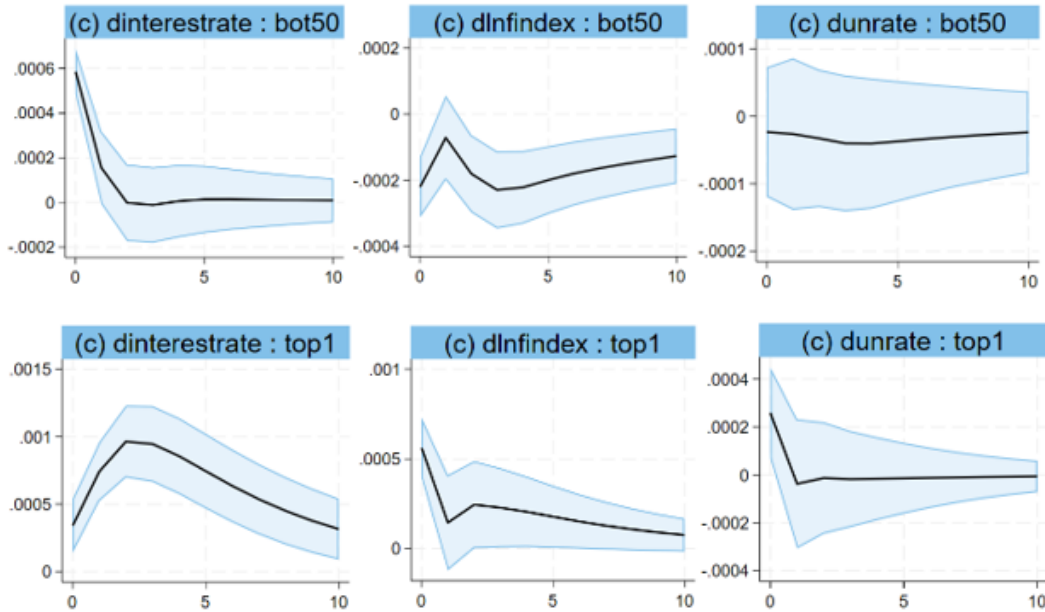 (c) dinterestrate : bot50
.0006
.0004
.0002
0
-.0002
0 5 10
(c) dlnfindex : bot50
.0002
0
-.0002
-.0004
0 5 10
(c) dunrate : bot50
.0001
0
-.0001
-.0002
0 5 10
(c) dinterestrate : top1
.0015
.001
.0005
0
0 5 10
(c) dlnfindex : top1
.001
.0005
0
0 5 10
(c) dunrate : top1
.0004
.0002
0
-.0002
-.0004
0 5 10